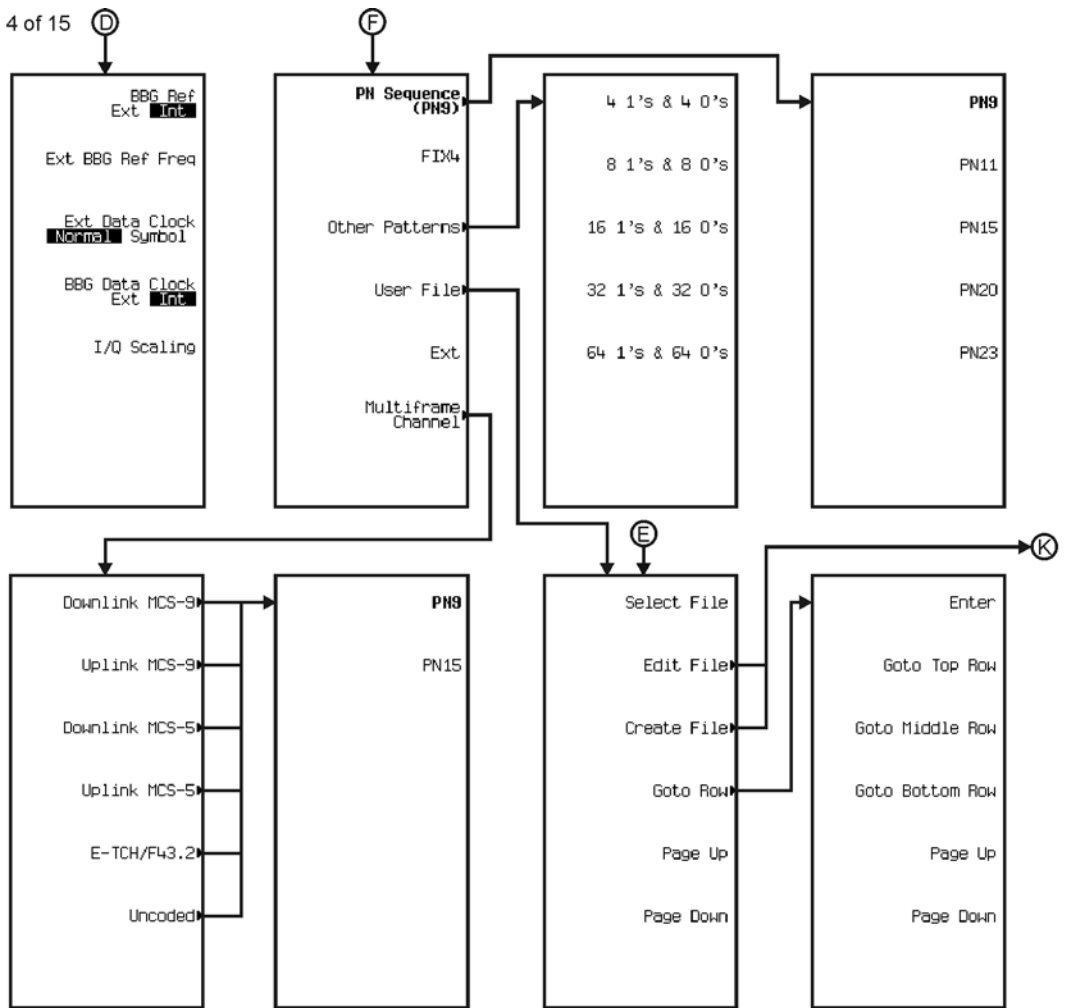 4 of 15
D
F
BBG Ref
Ext Int
Ext BBG Ref Freq
Ext Data Clock
Normal Symbol
BBG Data Clock
Ext Int
I/Q Scaling
PN Sequence
(PN9)
FIX4
Other Patterns
User File
Ext
Multiframe
Channel
4 1's & 4 0's
8 1's & 8 0's
16 1's & 16 0's
32 1's & 32 0's
64 1's & 64 0's
PN9
PN11
PN15
PN20
PN23
E
K
Downlink MCS-9
Uplink MCS-9
Downlink MCS-5
Uplink MCS-5
E-TCH/F43.2
Uncoded
PN9
PN15
Select File
Edit File
Create File
Goto Row
Page Up
Page Down
Enter
Goto Top Row
Goto Middle Row
Goto Bottom Row
Page Up
Page Down